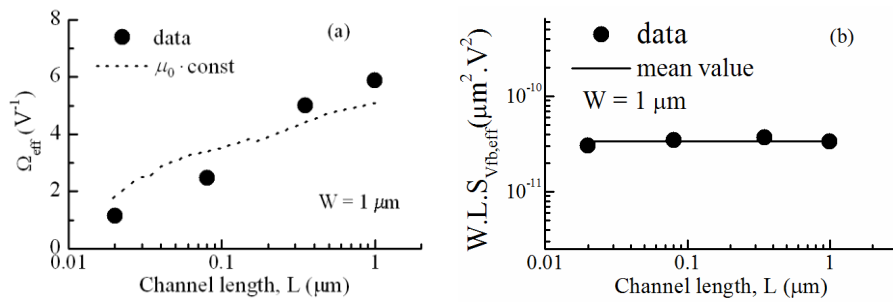 (a)
data
μ₀ · const
Ω_eff (V⁻¹)
8
6
4
2
0
W = 1 μm
0.01
0.1
1
Channel length, L (μm)
(b)
data
mean value
W = 1 μm
W.L.S_Vfb,eff (μm².V²)
10⁻¹⁰
10⁻¹¹
0.01
0.1
1
Channel length, L (μm)